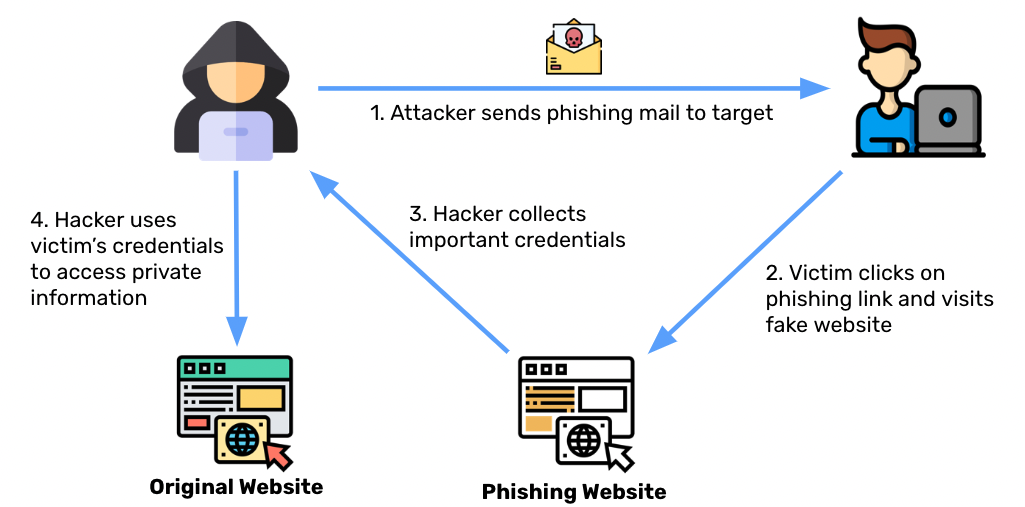 1. Attacker sends phishing mail to target
4. Hacker uses
victim's credentials
to access private
information
3. Hacker collects
important credentials
2. Victim clicks on
phishing link and visits
fake website
Original Website
Phishing Website